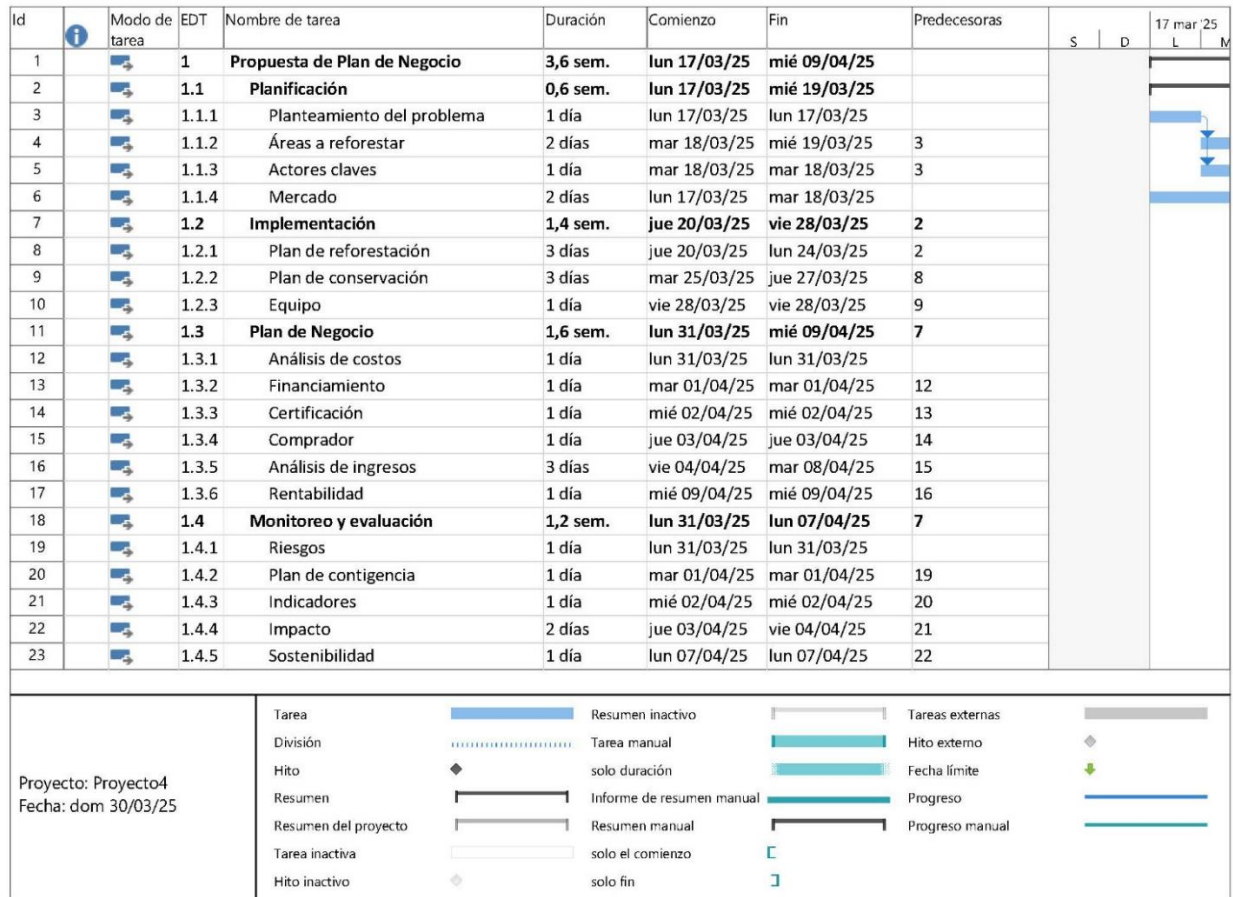 Id Modo de tarea EDT Nombre de tarea Duración Comienzo Fin Predecesoras 17 mar '25
S D L M
1 1 Propuesta de Plan de Negocio 3,6 sem. lun 17/03/25 mié 09/04/25
2 1.1 Planificación 0,6 sem. lun 17/03/25 mié 19/03/25
3 1.1.1 Planteamiento del problema 1 día lun 17/03/25 lun 17/03/25
4 1.1.2 Áreas a reforestar 2 días mar 18/03/25 mié 19/03/25 3
5 1.1.3 Actores claves 1 día mar 18/03/25 mar 18/03/25 3
6 1.1.4 Mercado 2 días lun 17/03/25 mar 18/03/25
7 1.2 Implementación 1,4 sem. jue 20/03/25 vie 28/03/25 2
8 1.2.1 Plan de reforestación 3 días jue 20/03/25 lun 24/03/25 2
9 1.2.2 Plan de conservación 3 días mar 25/03/25 jue 27/03/25 8
10 1.2.3 Equipo 1 día vie 28/03/25 vie 28/03/25 9
11 1.3 Plan de Negocio 1,6 sem. lun 31/03/25 mié 09/04/25 7
12 1.3.1 Análisis de costos 1 día lun 31/03/25 lun 31/03/25
13 1.3.2 Financiamiento 1 día mar 01/04/25 mar 01/04/25 12
14 1.3.3 Certificación 1 día mié 02/04/25 mié 02/04/25 13
15 1.3.4 Comprador 1 día jue 03/04/25 jue 03/04/25 14
16 1.3.5 Análisis de ingresos 3 días vie 04/04/25 mar 08/04/25 15
17 1.3.6 Rentabilidad 1 día mié 09/04/25 mié 09/04/25 16
18 1.4 Monitoreo y evaluación 1,2 sem. lun 31/03/25 lun 07/04/25 7
19 1.4.1 Riesgos 1 día lun 31/03/25 lun 31/03/25
20 1.4.2 Plan de contigencia 1 día mar 01/04/25 mar 01/04/25 19
21 1.4.3 Indicadores 1 día mié 02/04/25 mié 02/04/25 20
22 1.4.4 Impacto 2 días jue 03/04/25 vie 04/04/25 21
23 1.4.5 Sostenibilidad 1 día lun 07/04/25 lun 07/04/25 22
Proyecto: Proyecto4
Fecha: dom 30/03/25
Tarea Resumen inactivo Tareas externas
División Tarea manual Hito externo
Hito solo duración Fecha límite
Resumen Informe de resumen manual Progreso
Resumen del proyecto Resumen manual Progreso manual
Tarea inactiva solo el comienzo
Hito inactivo solo fin